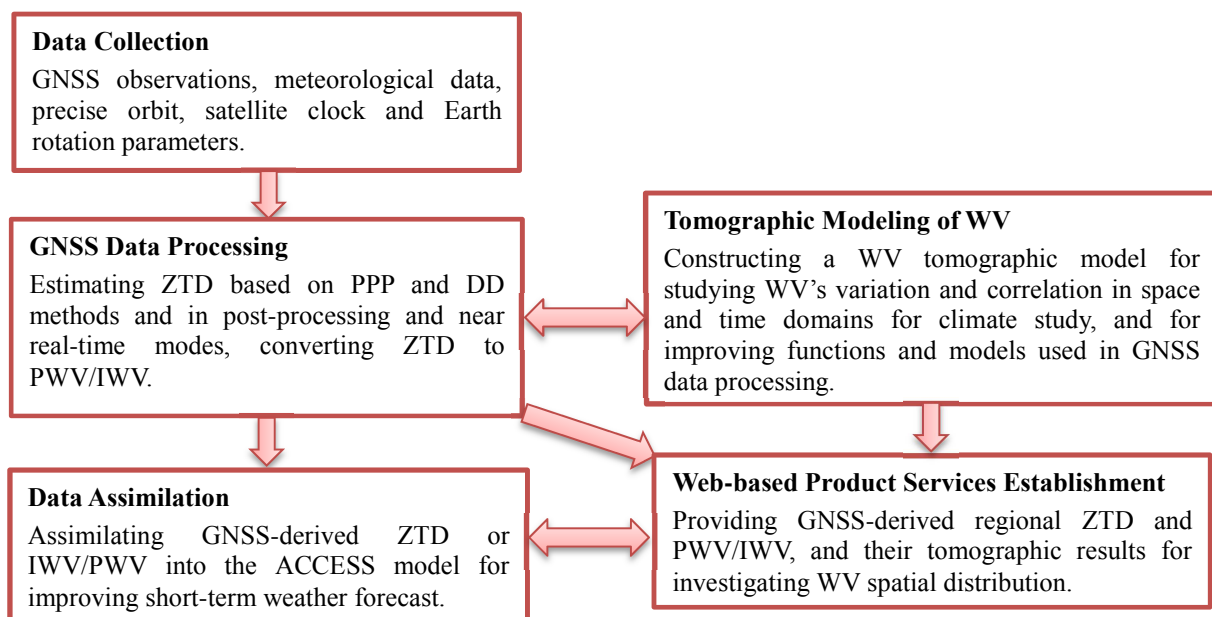 Data Collection
GNSS observations, meteorological data,
precise orbit, satellite clock and Earth
rotation parameters.
GNSS Data Processing
Estimating ZTD based on PPP and DD
methods and in post-processing and near
real-time modes, converting ZTD to
PWV/IWV.
Tomographic Modeling of WV
Constructing a WV tomographic model for
studying WV’s variation and correlation in space
and time domains for climate study, and for
improving functions and models used in GNSS
data processing.
Data Assimilation
Assimilating GNSS-derived ZTD or
IWV/PWV into the ACCESS model for
improving short-term weather forecast.
Web-based Product Services Establishment
Providing GNSS-derived regional ZTD and
PWV/IWV, and their tomographic results for
investigating WV spatial distribution.